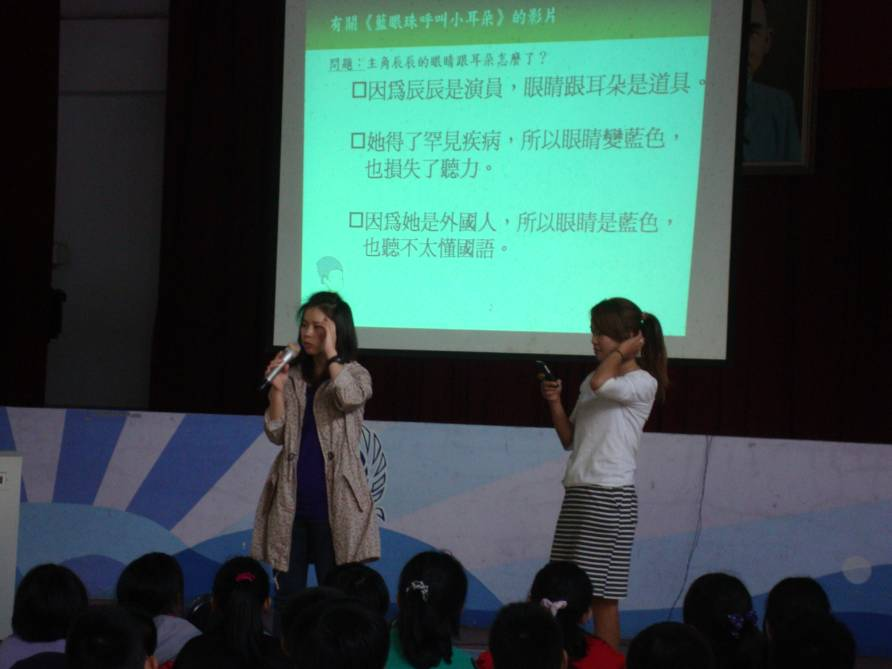 有關《藍眼珠呼叫小耳朵》的影片
問題：主角辰辰的眼睛跟耳朵怎麼了？
□因為辰辰是演員，眼睛跟耳朵是道具。
□她得了罕見疾病，所以眼睛變藍色，
也損失了聽力。
□因為她是外國人，所以眼睛是藍色，
也聽不太懂國語。